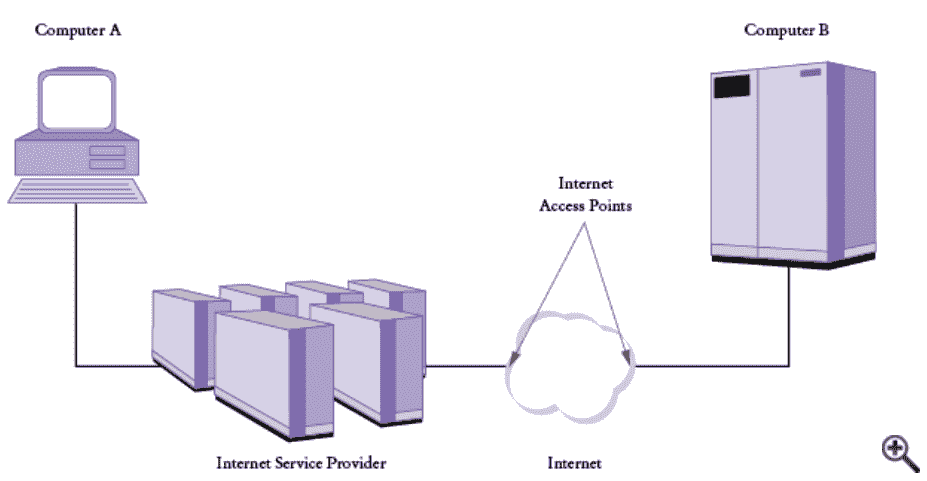 Computer A
Computer B
Internet
Access Points
Internet Service Provider
Internet